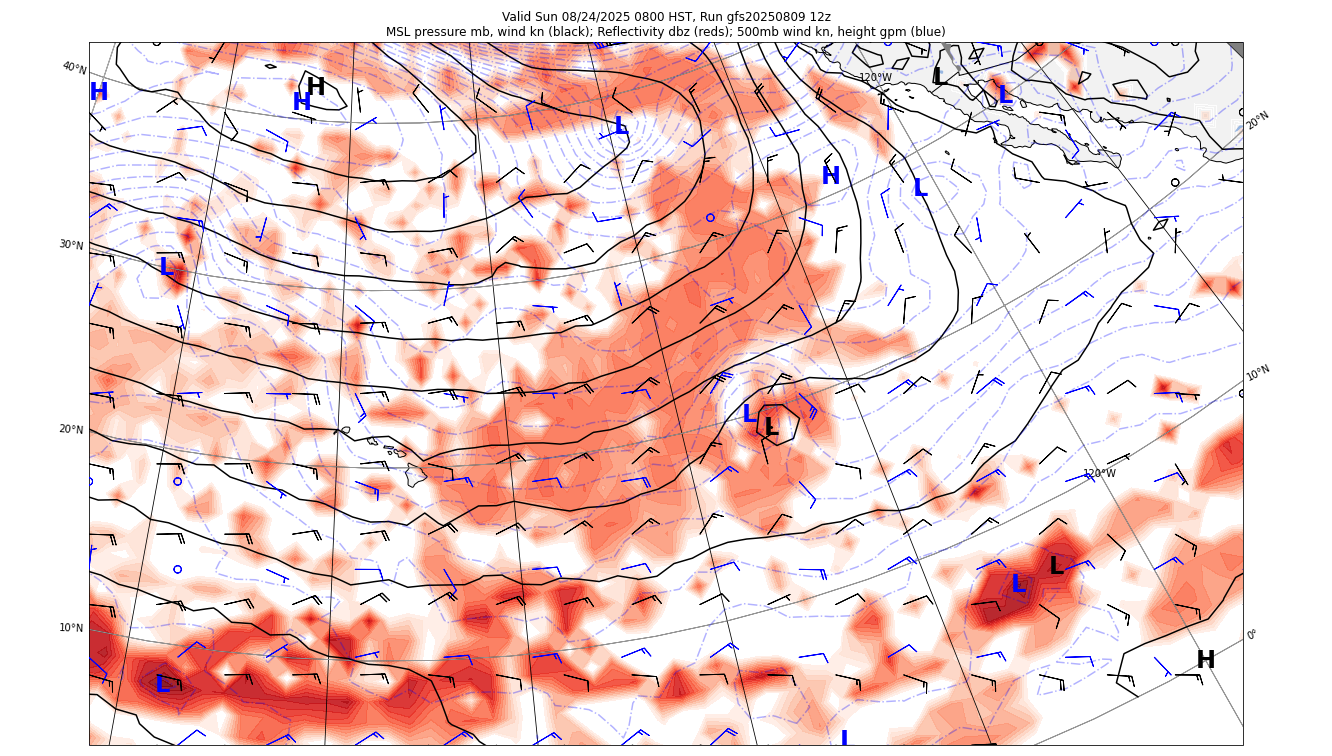 Valid Sun 08/24/2025 0800 HST, Run gfs20250809 12z
MSL pressure mb, wind kn (black); Reflectivity dbz (reds); 500mb wind kn, height gpm (blue)
40°N
120°W
L
H
H
H
L
20°N
L
H
L
30°N
L
10°N
L
L
20°N
120°W
L
L
10°N
0°
H
L
L